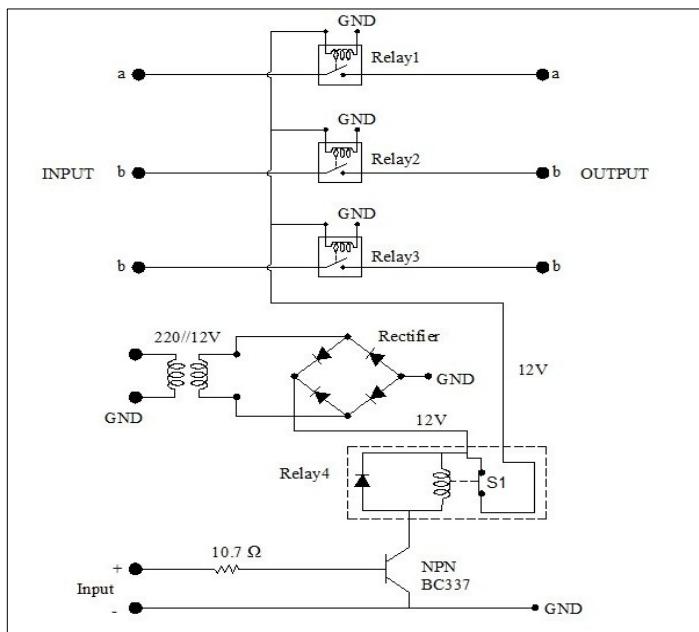 GND
Relay1
a
a
GND
Relay2
INPUT
b
b
OUTPUT
GND
Relay3
b
b
220//12V
Rectifier
GND
12V
GND
12V
Relay4
S1
10.7 Ω
NPN
BC337
+
Input
-
GND